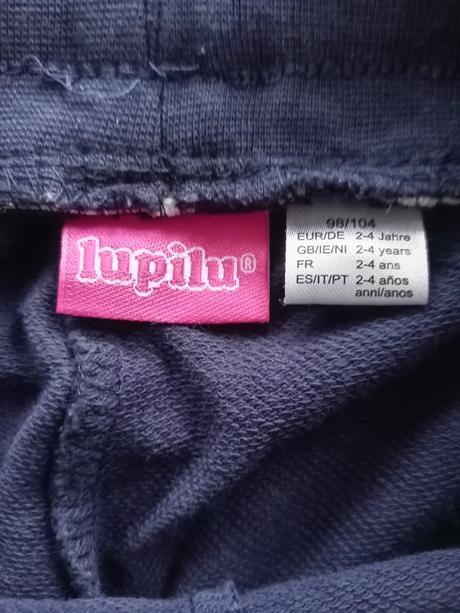 lupilu®
98/104
EUR/DE 2-4 Jahre
GB/IE/NI 2-4 years
FR 2-4 ans
ES/IT/PT 2-4 años
anni/anos